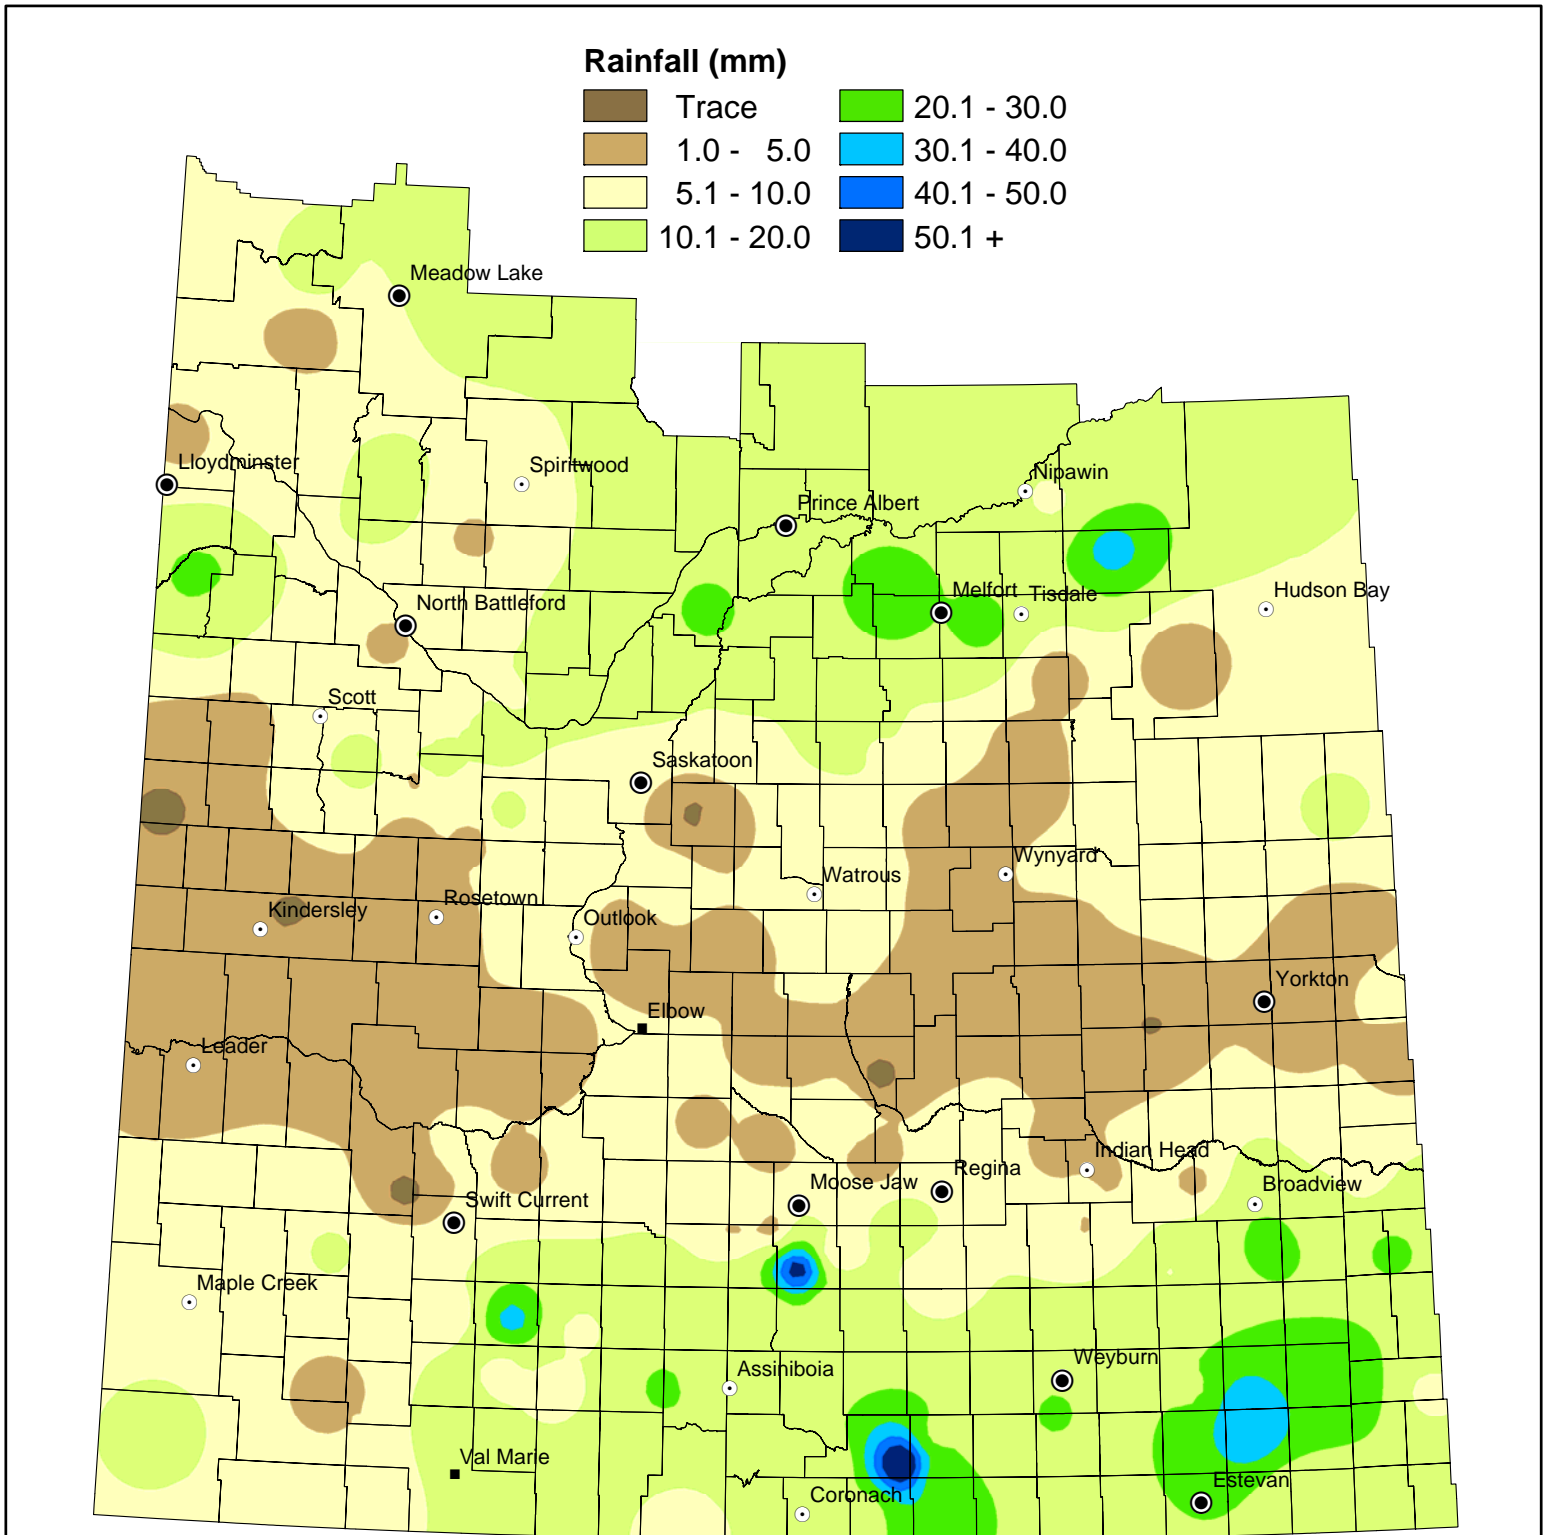 Rainfall (mm)
Trace
1.0 - 5.0
5.1 - 10.0
10.1 - 20.0
20.1 - 30.0
30.1 - 40.0
40.1 - 50.0
50.1 +
Meadow Lake
Lloydminster
Spiritwood
Nipawin
Prince Albert
Hudson Bay
Melfort
Tisdale
North Battleford
Scott
Saskatoon
Wynyard
Watrous
Rosetown
Kindersley
Outlook
Yorkton
Elbow
Leader
Indian Head
Regina
Moose Jaw
Broadview
Swift Current
Maple Creek
Weyburn
Assiniboia
Val Marie
Estevan
Coronach